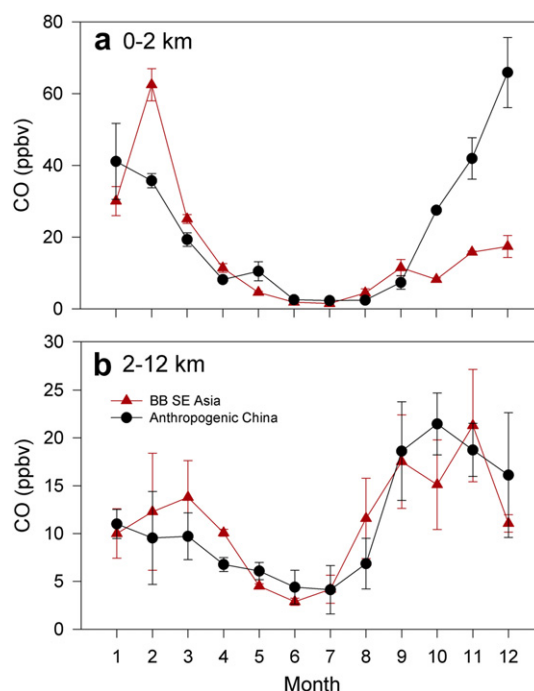 a 0-2 km
80
60
40
20
0
CO (ppbv)
b 2-12 km
BB SE Asia
Anthropogenic China
30
25
20
15
10
5
0
CO (ppbv)
1 2 3 4 5 6 7 8 9 10 11 12
Month